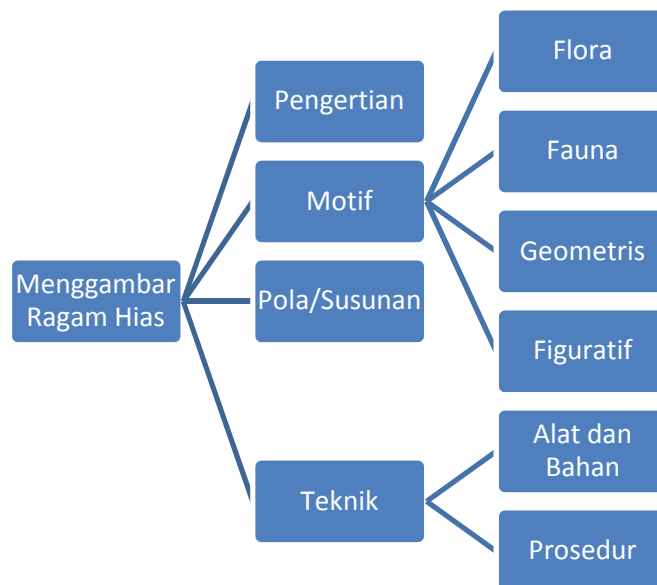 Menggambar
Ragam Hias
Pengertian
Motif
Flora
Fauna
Geometris
Figuratif
Pola/Susunan
Teknik
Alat dan
Bahan
Prosedur